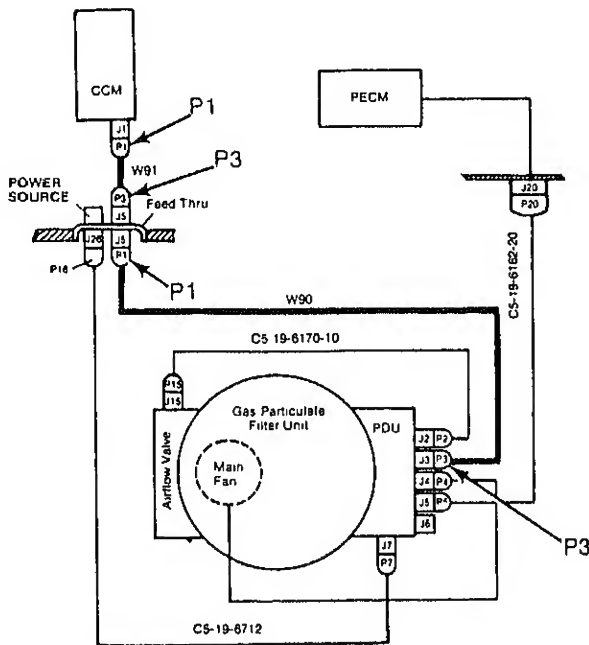 CCM
J1
P1
P1
P3
W91
PECM
POWER
SOURCE
P3
J5
Feed Thru
J20
P20
J5
P1
P16
P1
W90
C5-19-6162-20
C5 19-6170-10
P15
J15
Airflow Valve
Gas Particulate
Filter Unit
Main
Fan
PDU
J2 P2
J3 P3
J4 P4
J5
J6
P3
J7
P7
C5-19-6712